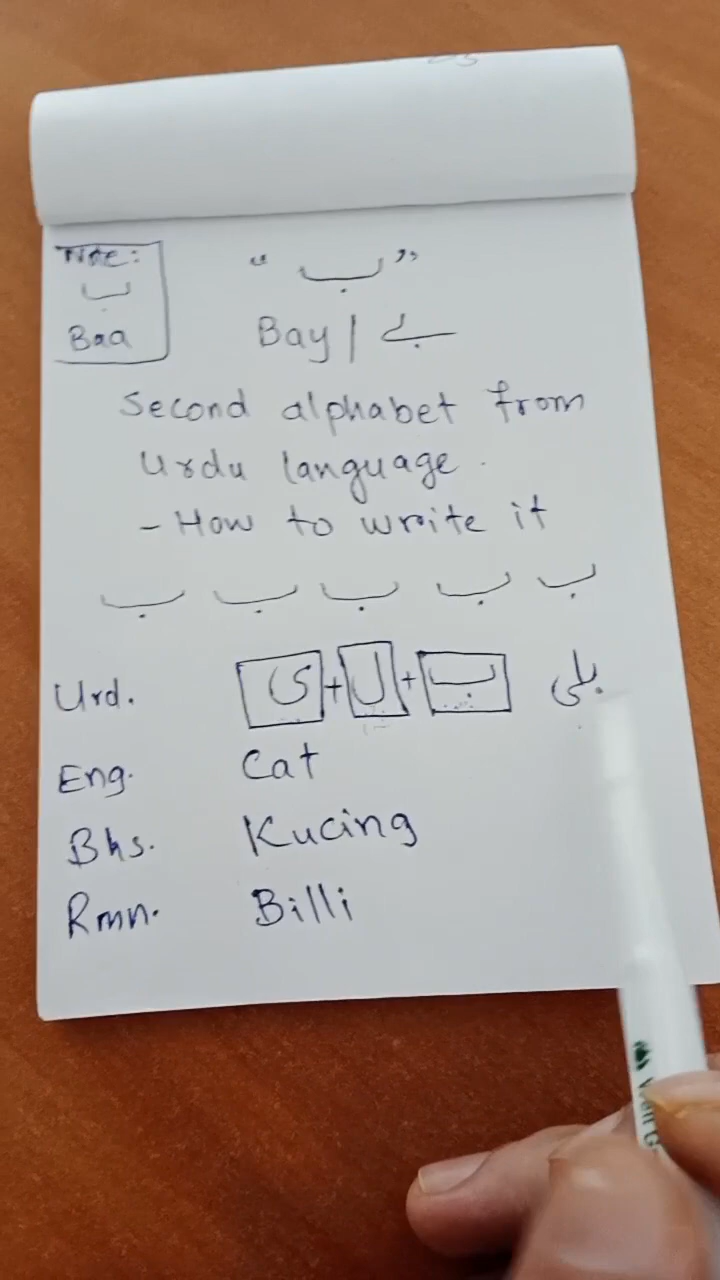 Note:
ب
Baa
"ب"
Bay / بے
Second alphabet from
Urdu language.
- How to write it
ب ب ب ب ب
Urd. ی + ل + ب بلی
Eng. Cat
Bhs. Kucing
Rmn. Billi